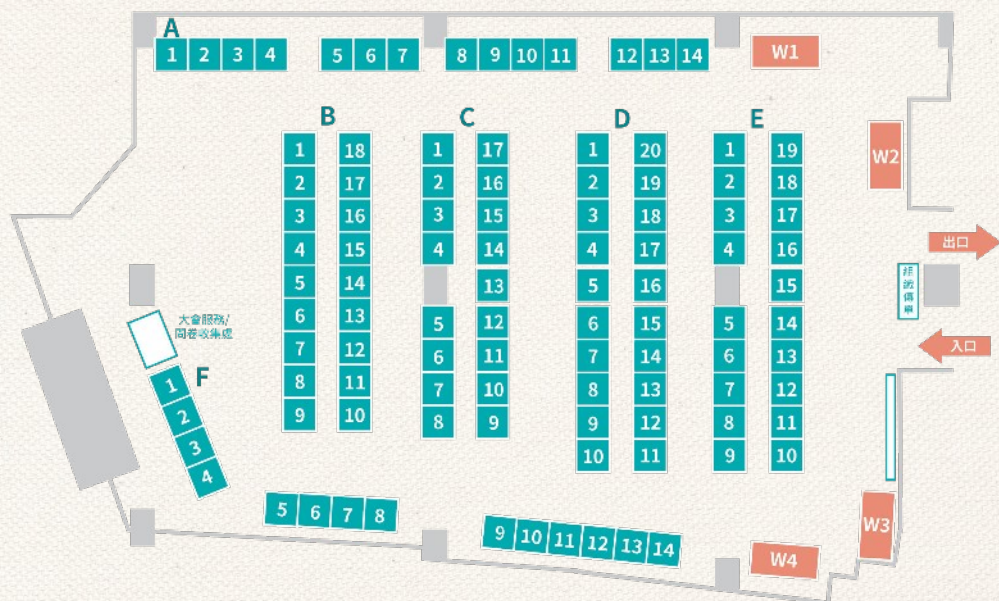 A
1 2 3 4 5 6 7 8 9 10 11 12 13 14 W1
B C D E
1 18 1 17 1 20 1 19 W2
2 17 2 16 2 19 2 18
3 16 3 15 3 18 3 17
4 15 4 14 4 17 4 16
出口
5 14 13 5 16 15
組織傳單
6 13 5 12 6 15 5 14
大會服務/
問卷收集處
入口
7 12 6 11 7 14 6 13
8 11 7 10 8 13 7 12
9 10 8 9 9 12 8 11
10 11 9 10
F
1
2
3
4
5 6 7 8
9 10 11 12 13 14
W3
W4